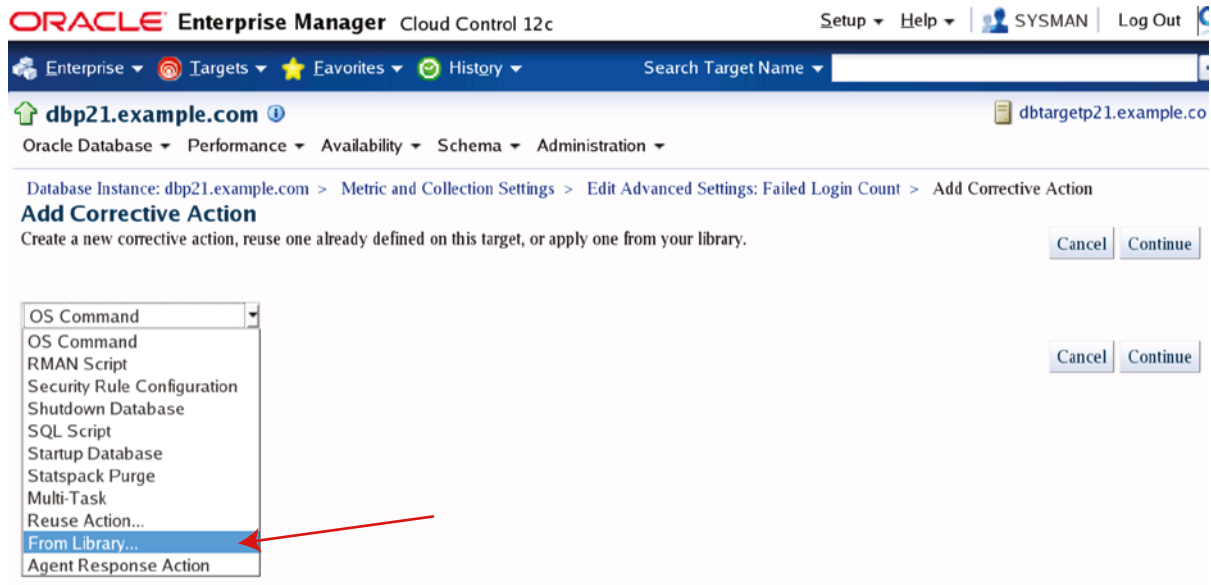 ORACLE Enterprise Manager Cloud Control 12c
Setup Help SYSMAN Log Out
Enterprise Targets Favorites History Search Target Name
dbp21.example.com
dbtargetp21.example.co
Oracle Database Performance Availability Schema Administration
Database Instance: dbp21.example.com > Metric and Collection Settings > Edit Advanced Settings: Failed Login Count > Add Corrective Action
Add Corrective Action
Create a new corrective action, reuse one already defined on this target, or apply one from your library.
Cancel Continue
OS Command
OS Command
RMAN Script
Security Rule Configuration
Shutdown Database
SQL Script
Startup Database
Statspack Purge
Multi-Task
Reuse Action...
From Library...
Agent Response Action
Cancel Continue